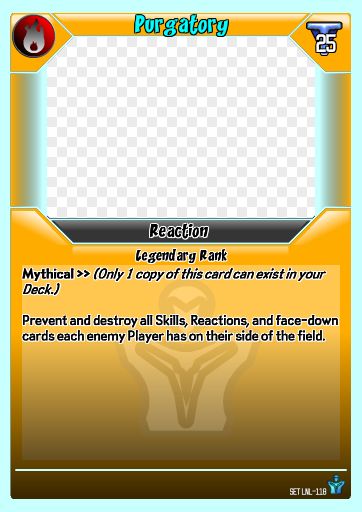 Purgatory
25
Reaction
Legendary Rank
Mythical >> (Only 1 copy of this card can exist in your
Deck.)
Prevent and destroy all Skills, Reactions, and face-down
cards each enemy Player has on their side of the field.
SET LNL-118